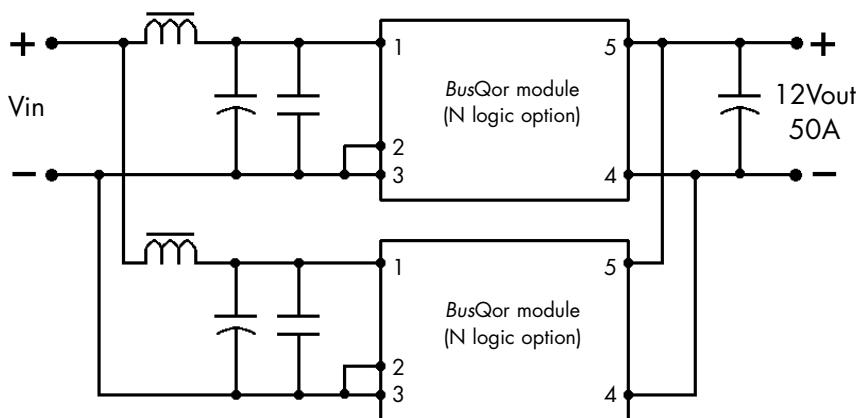 +
1
5
+
Vin
BusQor module
(N logic option)
12Vout
50A
2
−
3
4
−
1
5
BusQor module
(N logic option)
2
3
4